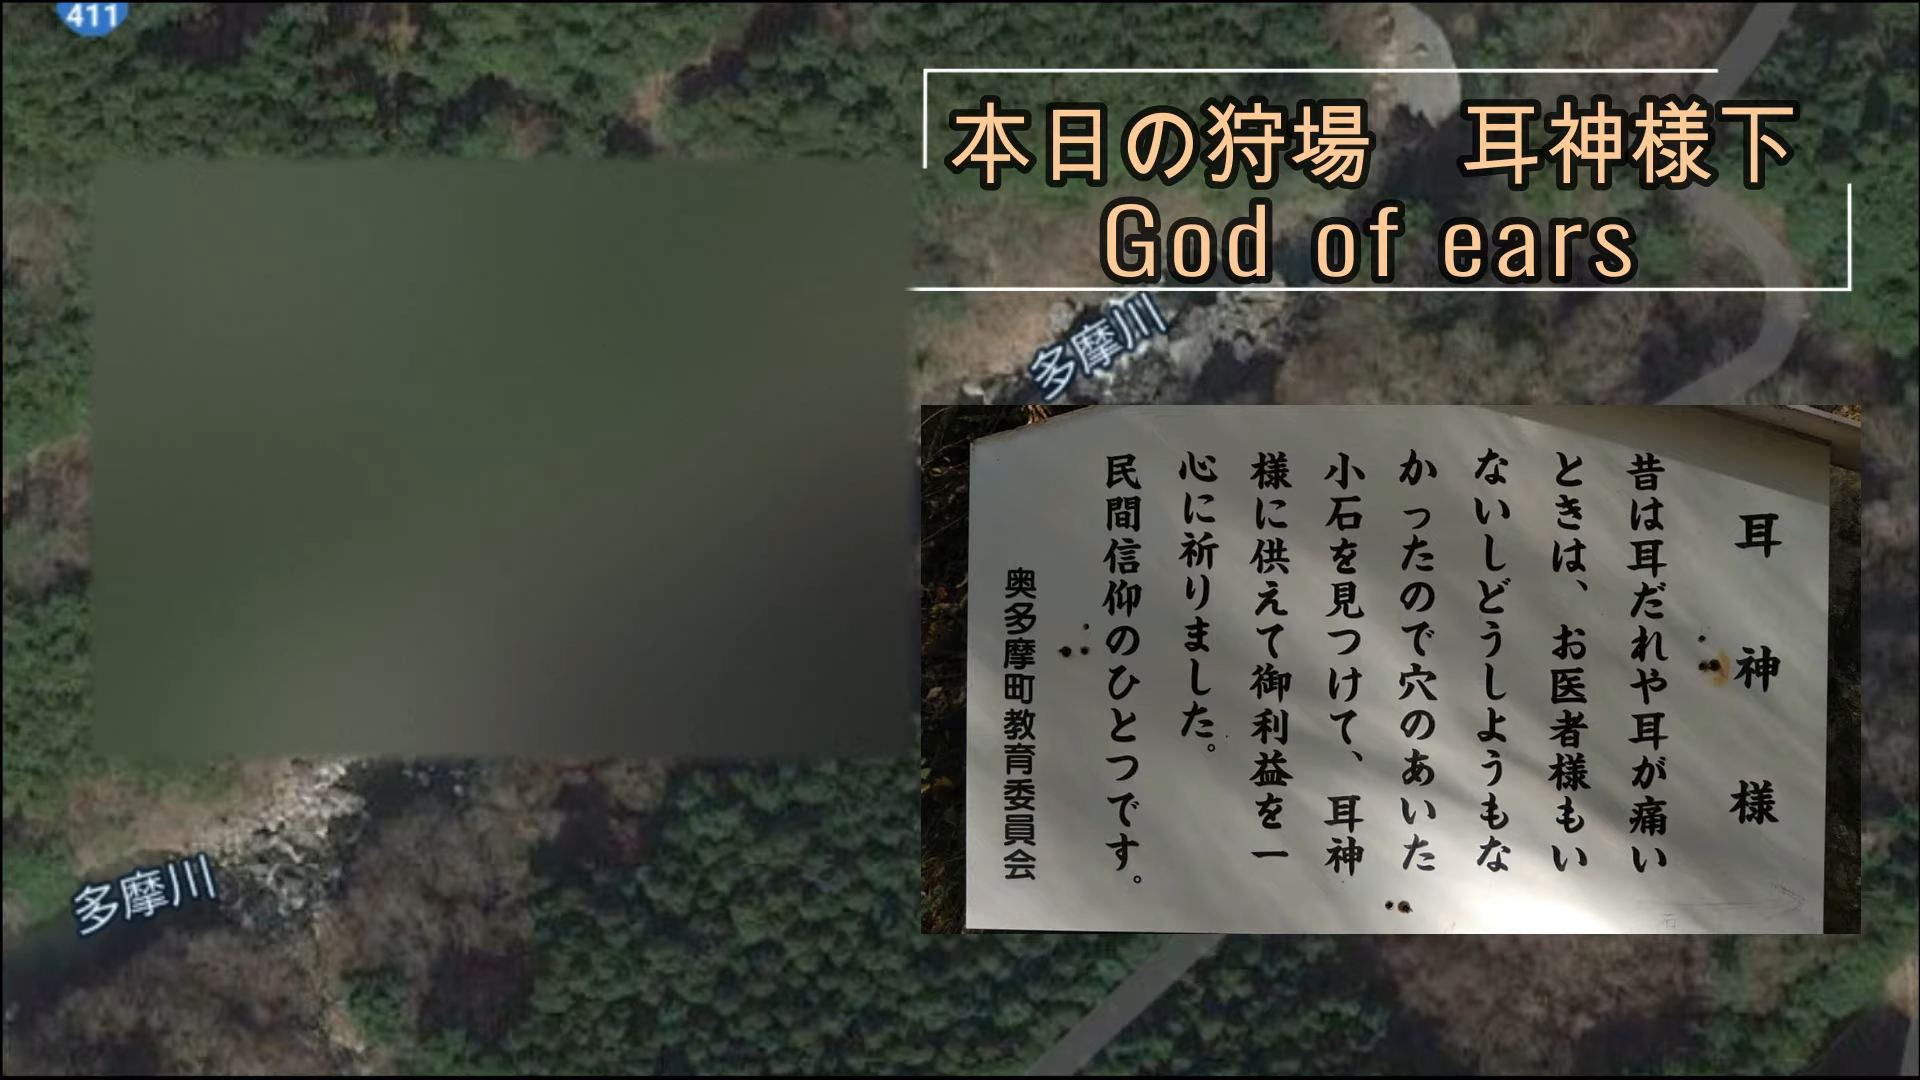 411
本日の狩場　耳神様下
God of ears
多摩川
耳神様
昔は耳だれや耳が痛い
ときは、お医者様もい
ないしどうしようもな
かったので穴のあいた
小石を見つけて、耳神
様に供えて御利益を一
心に祈りました。
民間信仰のひとつです。
奥多摩町教育委員会
多摩川